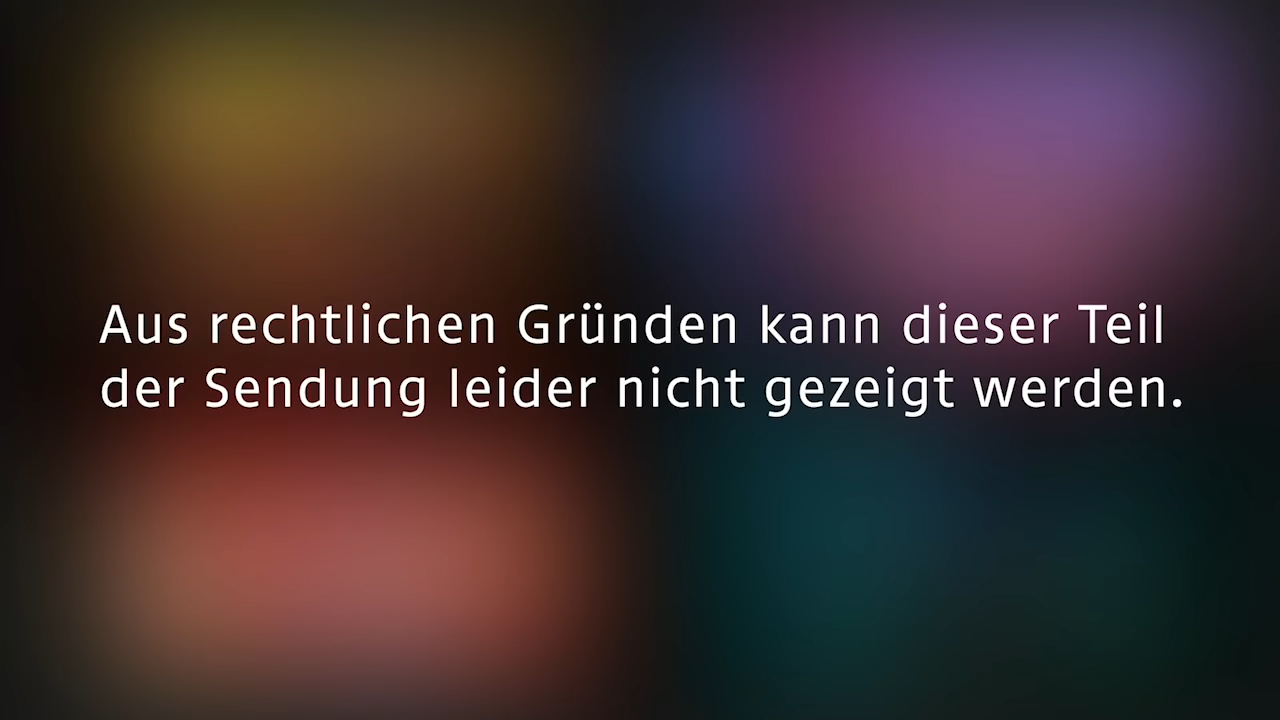 Aus rechtlichen Gründen kann dieser Teil
der Sendung leider nicht gezeigt werden.